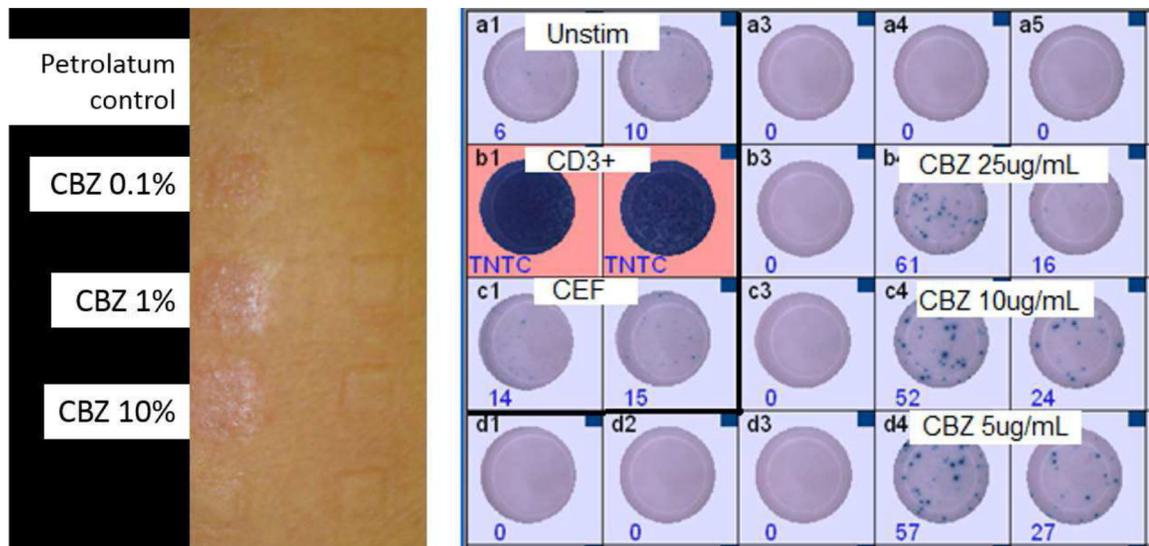 Petrolatum
control
CBZ 0.1%
CBZ 1%
CBZ 10%
a1 Unstim a3 a4 a5
6 10 0 0 0
b1 CD3+ b3 b4 CBZ 25ug/mL
TNTC TNTC 0 61 16
c1 CEF c3 c4 CBZ 10ug/mL
14 15 0 52 24
d1 d2 d3 d4 CBZ 5ug/mL
0 0 0 57 27